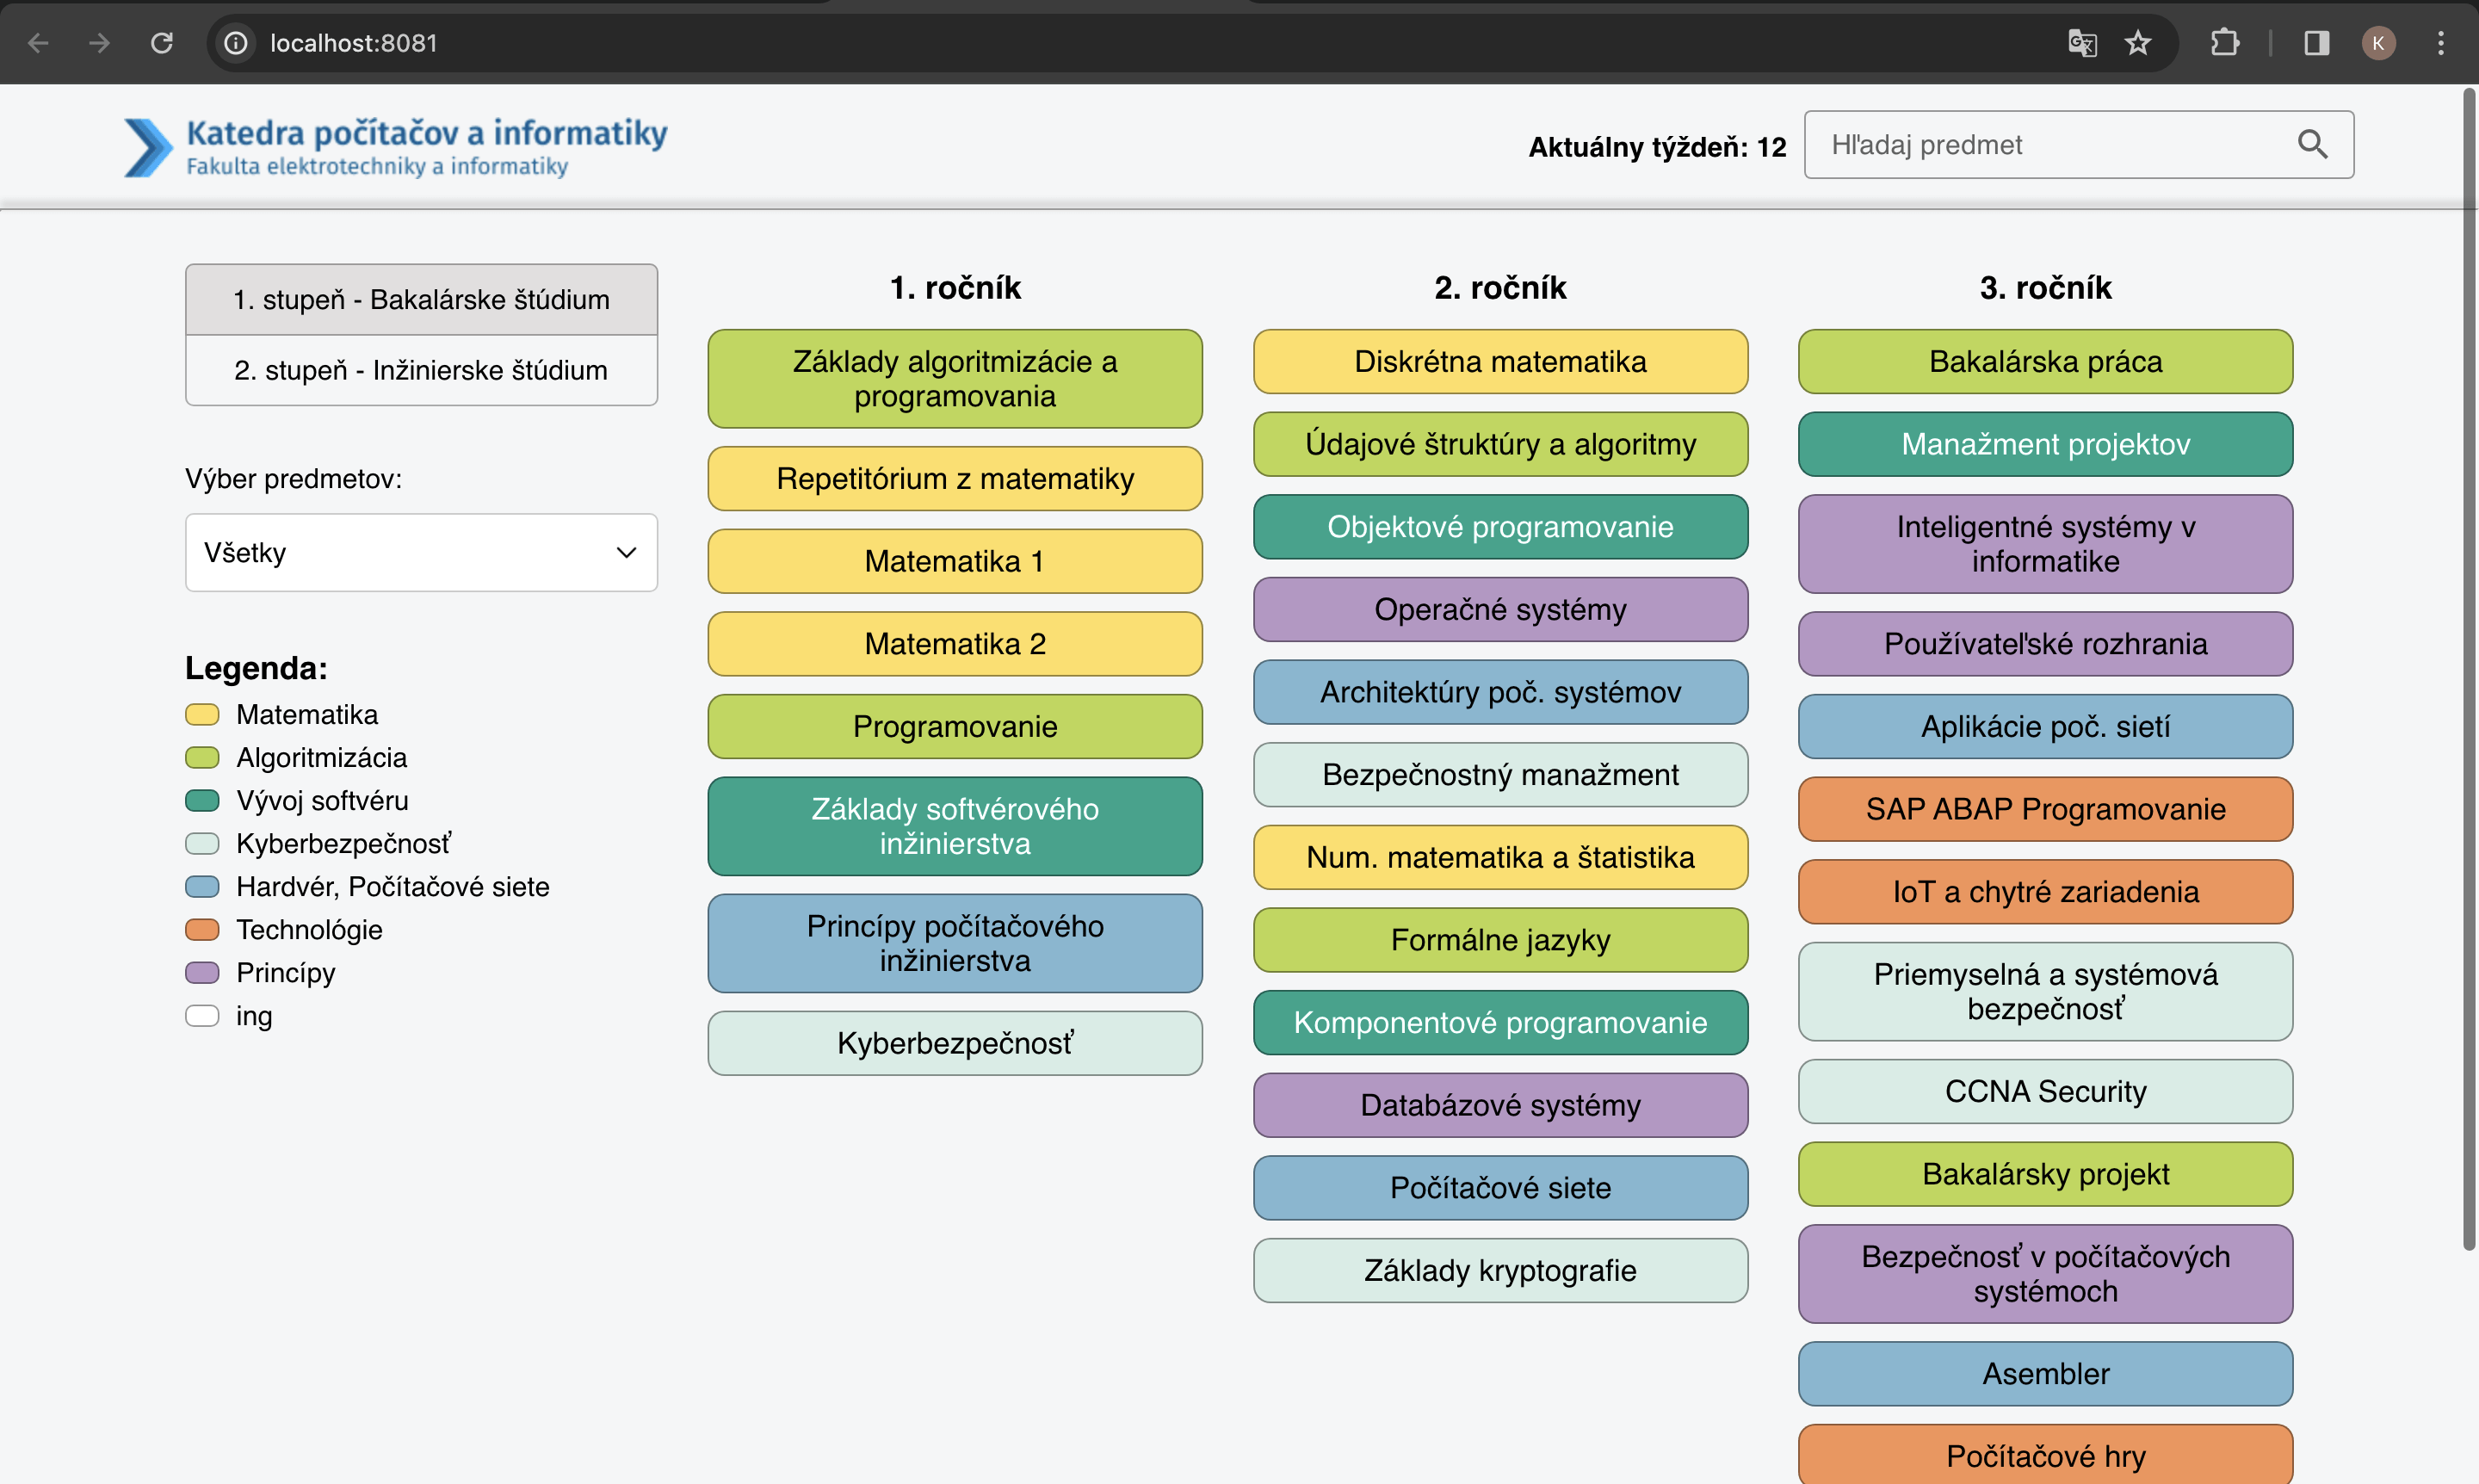 localhost:8081
K
Katedra počítačov a informatiky
Fakulta elektrotechniky a informatiky
Aktuálny týždeň: 12
Hľadaj predmet
1. stupeň - Bakalárske štúdium
2. stupeň - Inžinierske štúdium
Výber predmetov:
Všetky
Legenda:
Matematika
Algoritmizácia
Vývoj softvéru
Kyberbezpečnosť
Hardvér, Počítačové siete
Technológie
Princípy
ing
1. ročník
Základy algoritmizácie a
programovania
Repetitórium z matematiky
Matematika 1
Matematika 2
Programovanie
Základy softvérového
inžinierstva
Princípy počítačového
inžinierstva
Kyberbezpečnosť
2. ročník
Diskrétna matematika
Údajové štruktúry a algoritmy
Objektové programovanie
Operačné systémy
Architektúry poč. systémov
Bezpečnostný manažment
Num. matematika a štatistika
Formálne jazyky
Komponentové programovanie
Databázové systémy
Počítačové siete
Základy kryptografie
3. ročník
Bakalárska práca
Manažment projektov
Inteligentné systémy v
informatike
Používateľské rozhrania
Aplikácie poč. sietí
SAP ABAP Programovanie
IoT a chytré zariadenia
Priemyselná a systémová
bezpečnosť
CCNA Security
Bakalársky projekt
Bezpečnosť v počítačových
systémoch
Asembler
Počítačové hry